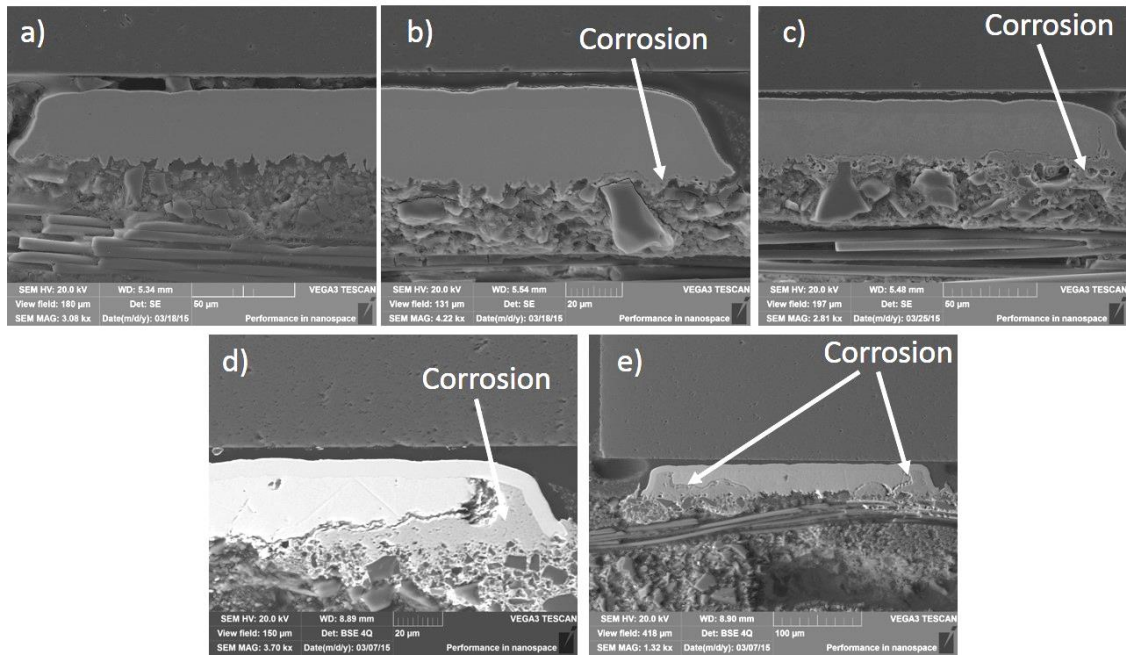 a)
SEM HV: 20.0 kV WD: 5.34 mm VEGA3 TESCAN
View field: 180 µm Det: SE 50 µm
SEM MAG: 3.08 kx Date(m/d/y): 03/18/15 Performance in nanospace
b)
Corrosion
SEM HV: 20.0 kV WD: 5.54 mm VEGA3 TESCAN
View field: 131 µm Det: SE 20 µm
SEM MAG: 4.22 kx Date(m/d/y): 03/18/15 Performance in nanospace
c)
Corrosion
SEM HV: 20.0 kV WD: 5.48 mm VEGA3 TESCAN
View field: 197 µm Det: SE 50 µm
SEM MAG: 2.81 kx Date(m/d/y): 03/25/15 Performance in nanospace
d)
Corrosion
SEM HV: 20.0 kV WD: 8.89 mm VEGA3 TESCAN
View field: 150 µm Det: BSE 4Q 20 µm
SEM MAG: 3.70 kx Date(m/d/y): 03/07/15 Performance in nanospace
e)
Corrosion
SEM HV: 20.0 kV WD: 8.90 mm VEGA3 TESCAN
View field: 418 µm Det: BSE 4Q 100 µm
SEM MAG: 1.32 kx Date(m/d/y): 03/07/15 Performance in nanospace